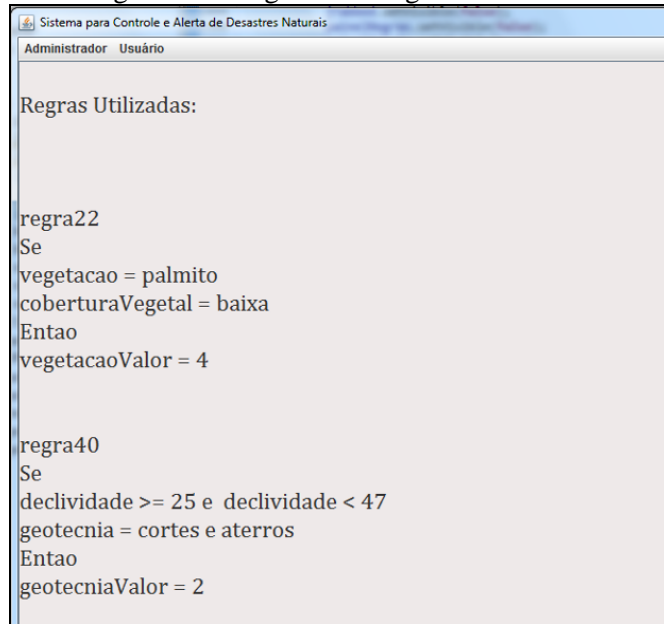 Sistema para Controle e Alerta de Desastres Naturais
Administrador Usuário
Regras Utilizadas:
regra22
Se
vegetacao = palmito
coberturaVegetal = baixa
Entao
vegetacaoValor = 4
regra40
Se
declividade >= 25 e declividade < 47
geotecnia = cortes e aterros
Entao
geotecniaValor = 2